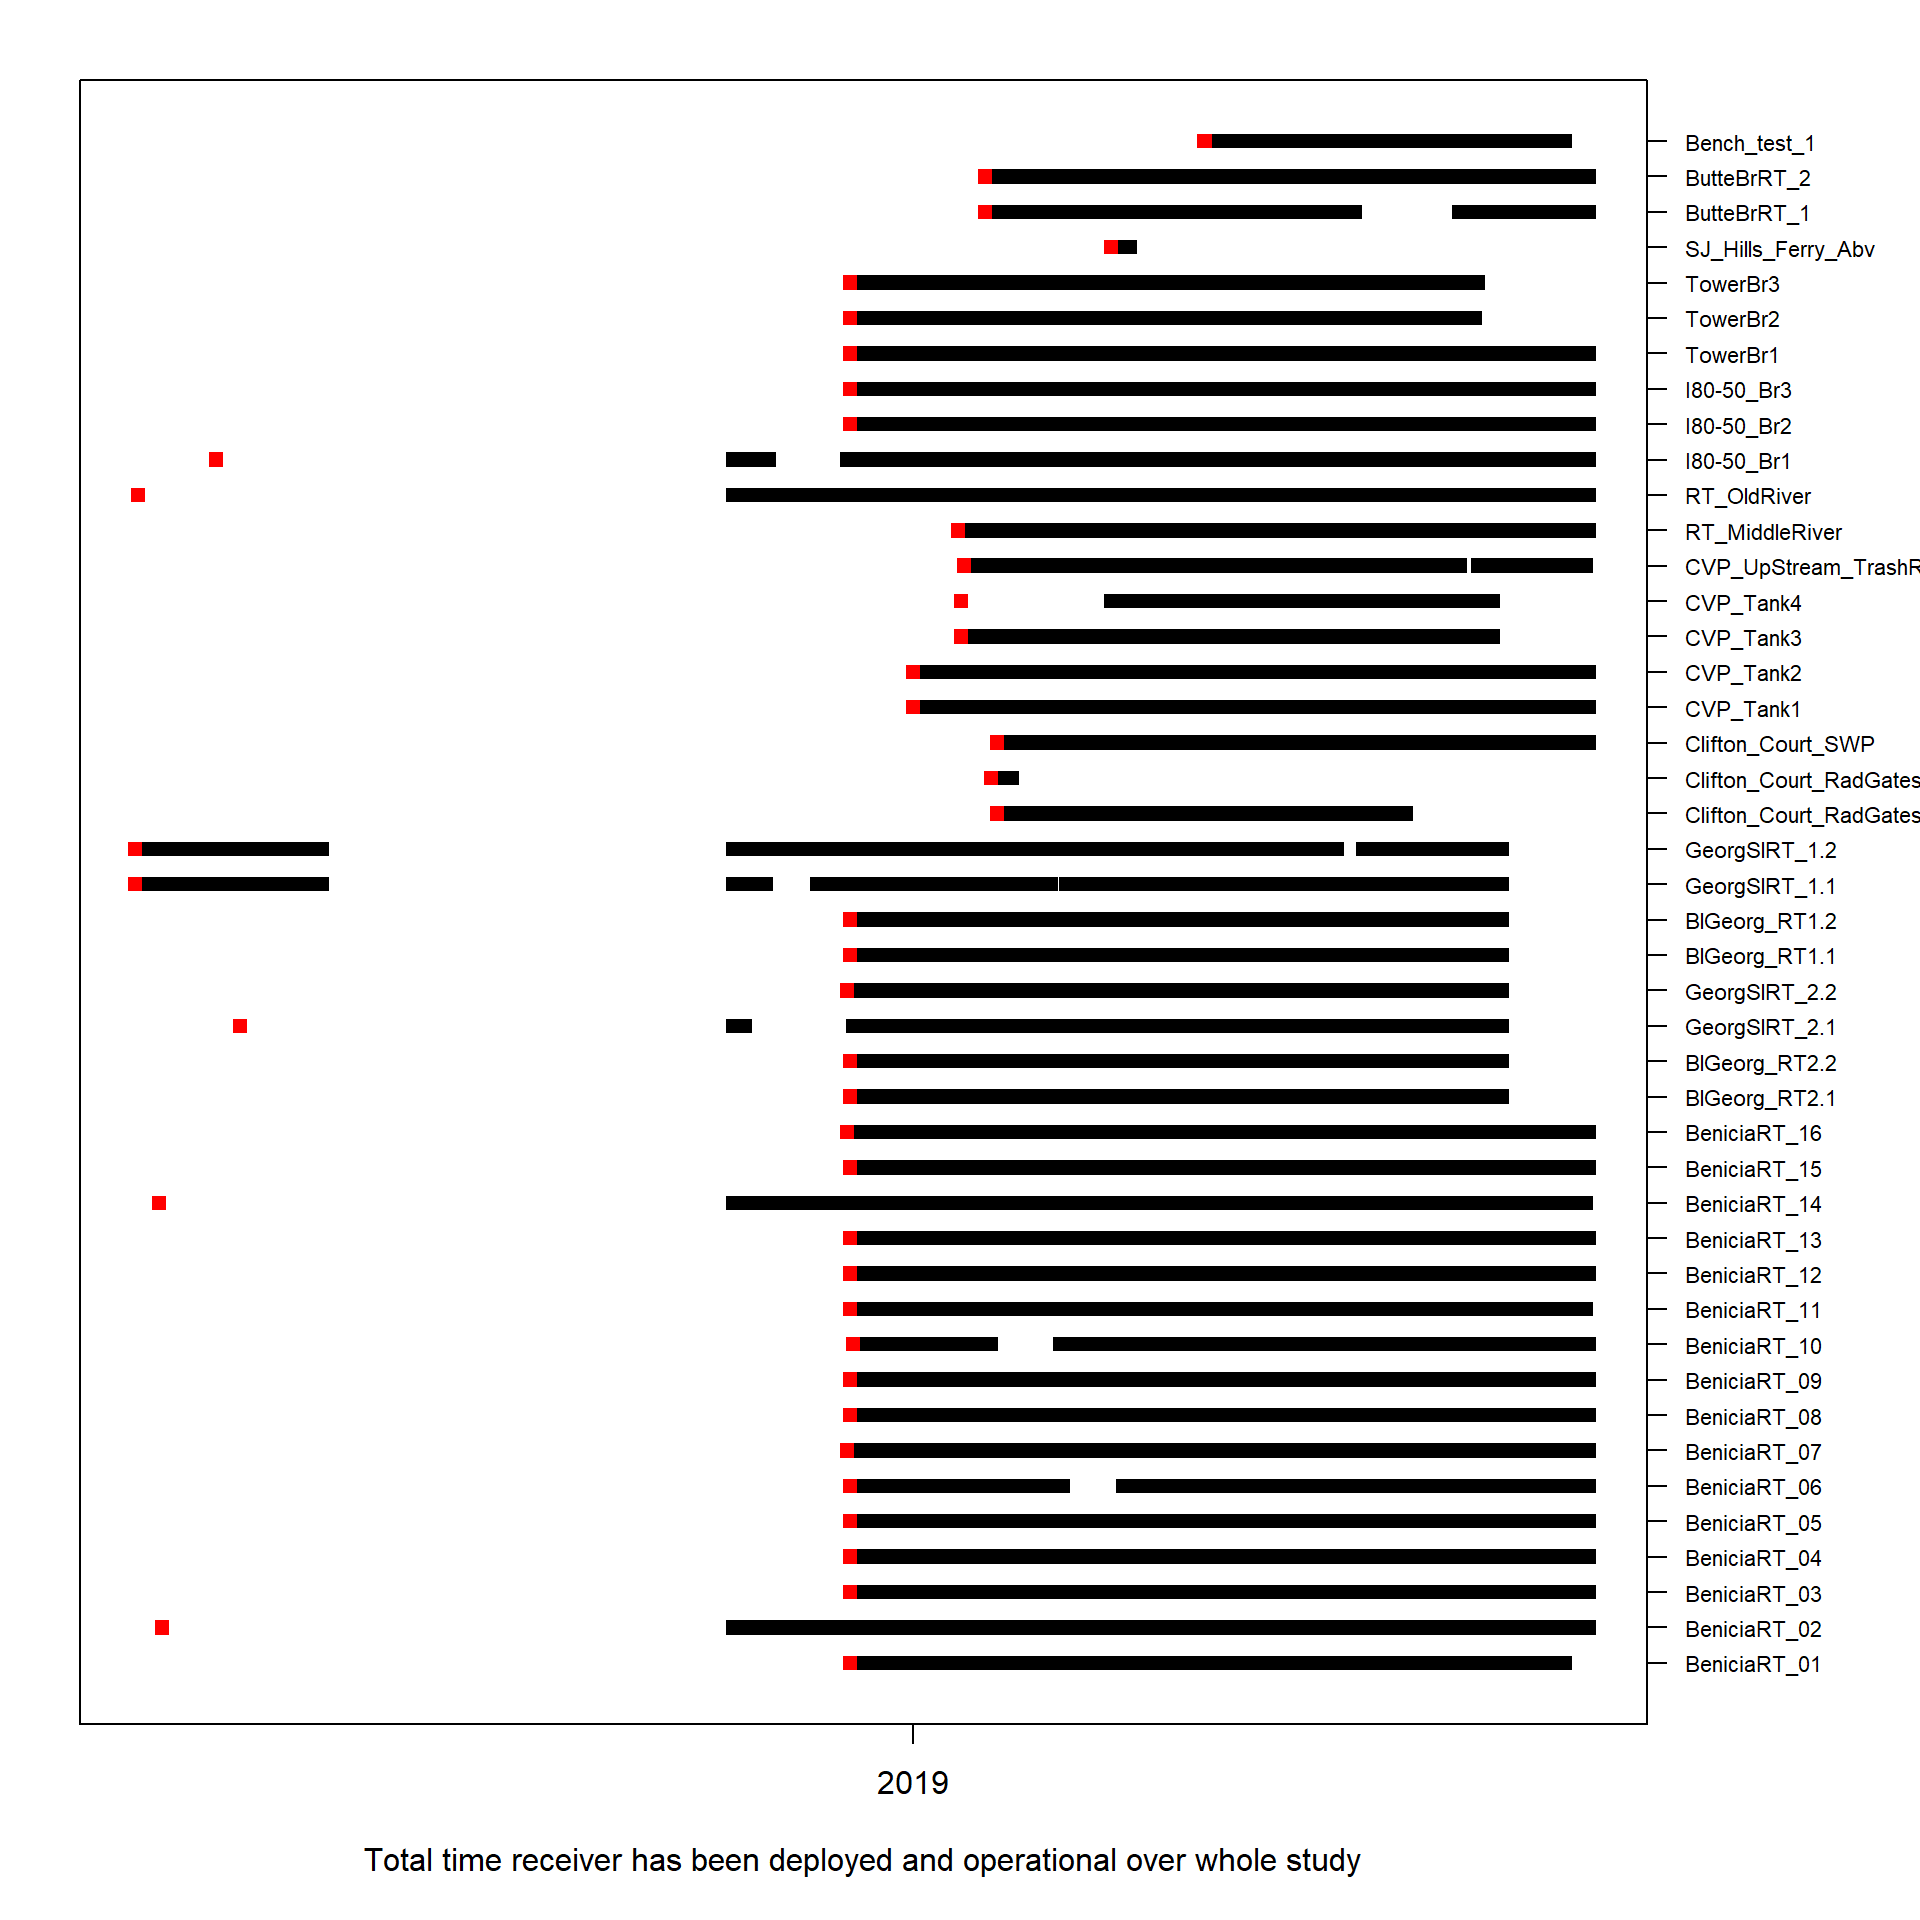 Bench_test_1
ButteBrRT_2
ButteBrRT_1
SJ_Hills_Ferry_Abv
TowerBr3
TowerBr2
TowerBr1
I80-50_Br3
I80-50_Br2
I80-50_Br1
RT_OldRiver
RT_MiddleRiver
CVP_UpStream_TrashR
CVP_Tank4
CVP_Tank3
CVP_Tank2
CVP_Tank1
Clifton_Court_SWP
Clifton_Court_RadGates
Clifton_Court_RadGates
GeorgSlRT_1.2
GeorgSlRT_1.1
BlGeorg_RT1.2
BlGeorg_RT1.1
GeorgSlRT_2.2
GeorgSlRT_2.1
BlGeorg_RT2.2
BlGeorg_RT2.1
BeniciaRT_16
BeniciaRT_15
BeniciaRT_14
BeniciaRT_13
BeniciaRT_12
BeniciaRT_11
BeniciaRT_10
BeniciaRT_09
BeniciaRT_08
BeniciaRT_07
BeniciaRT_06
BeniciaRT_05
BeniciaRT_04
BeniciaRT_03
BeniciaRT_02
BeniciaRT_01
2019
Total time receiver has been deployed and operational over whole study